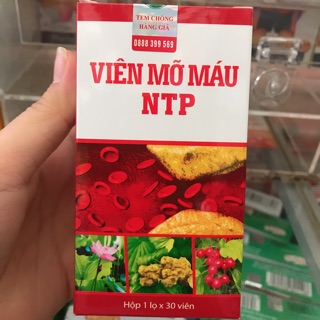 TEM CHỐNG
HÀNG GIẢ
0888 399 569
VIÊN MỠ MÁU
NTP
Hộp 1 lọ x 30 viên